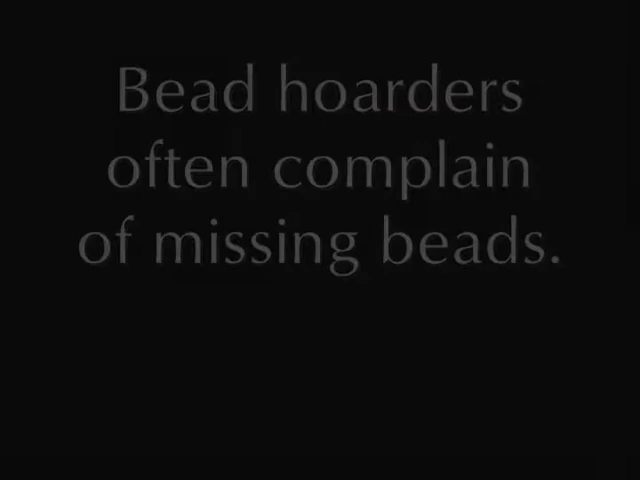 Bead hoarders
often complain
of missing beads.